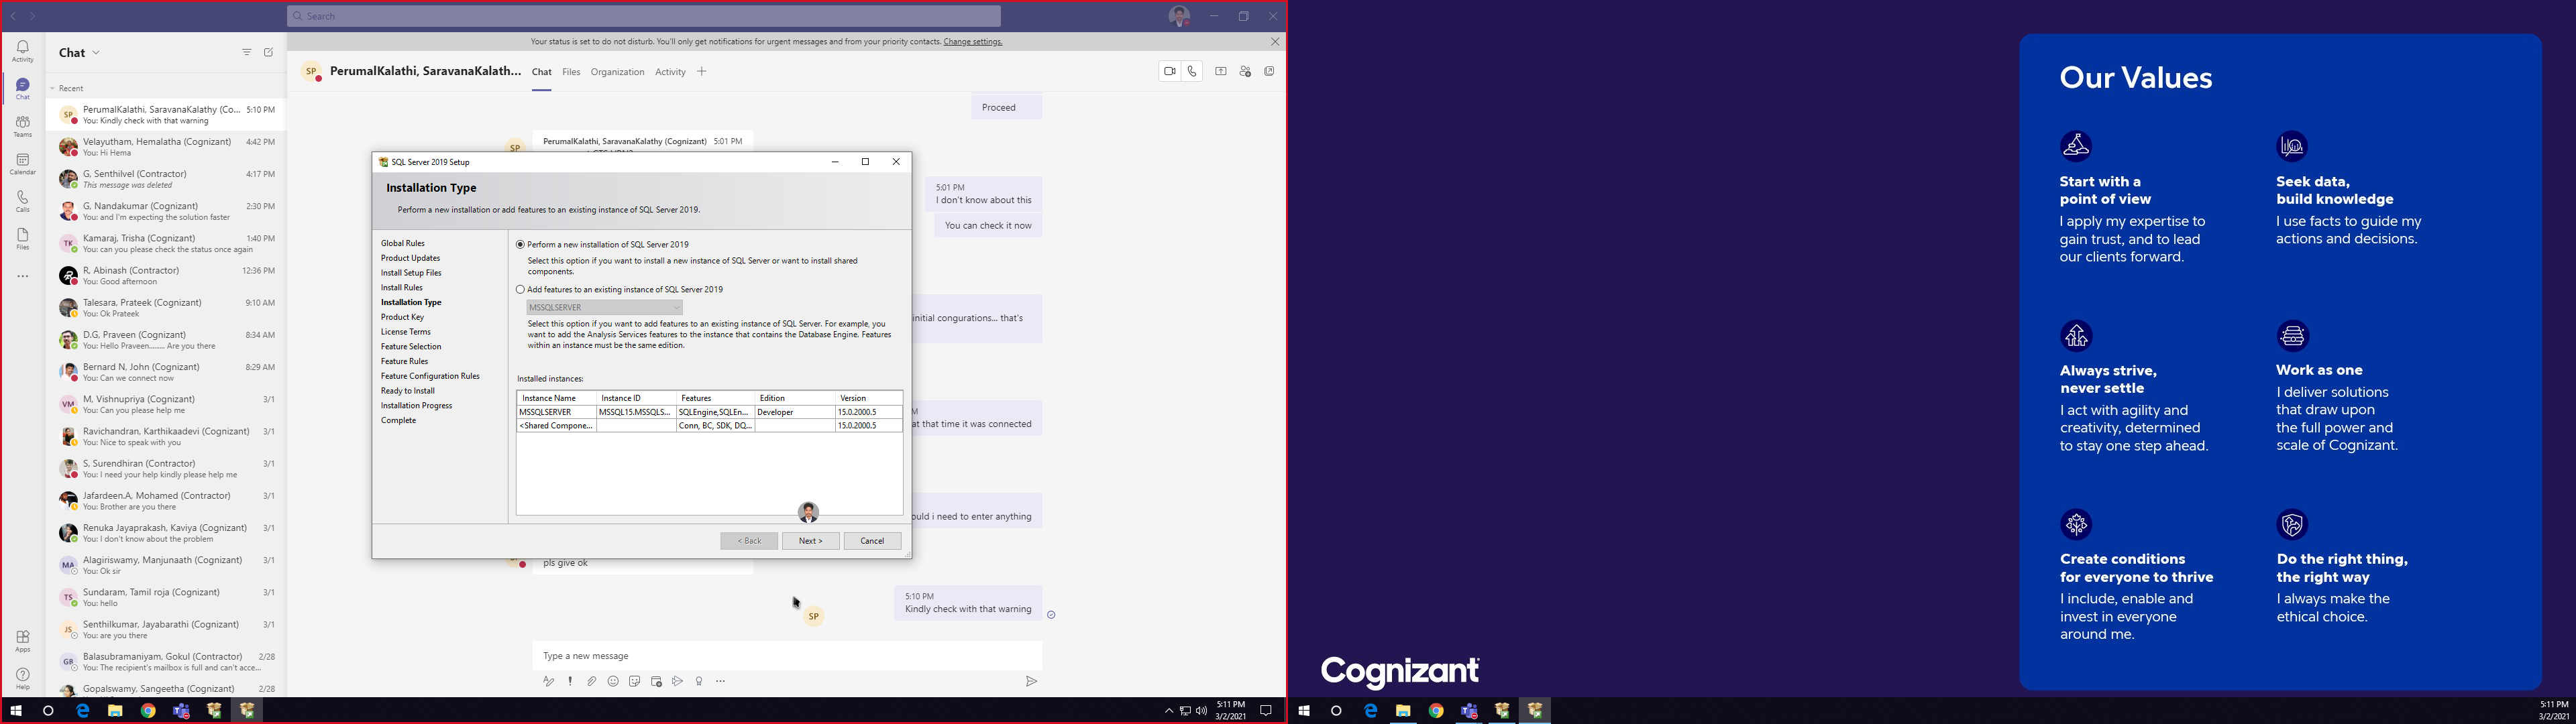 Search
Your status is set to do not disturb. You'll only get notifications for urgent messages and from your priority contacts. Change settings.
Activity
Chat
Teams
Calendar
Calls
Files
Apps
Help
Chat
Recent
PerumalKalathi, SaravanaKalathy (Co... 5:10 PM
You: Kindly check with that warning
Velayutham, Hemalatha (Cognizant) 4:42 PM
You: Hi Hema
G, Senthilvel (Contractor) 4:17 PM
This message was deleted
G, Nandakumar (Cognizant) 2:30 PM
You: and I'm expecting the solution faster
TK
Kamaraj, Trisha (Cognizant) 1:40 PM
You: can you please check the status once again
R, Abinash (Contractor) 12:36 PM
You: Good afternoon
Talesara, Prateek (Cognizant) 9:10 AM
You: Ok Prateek
D.G, Praveen (Cognizant) 8:34 AM
You: Hello Praveen......... Are you there
Bernard N, John (Cognizant) 8:29 AM
You: Can we connect now
VM
M, Vishnupriya (Cognizant) 3/1
You: Can you please help me
Ravichandran, Karthikaadevi (Cognizant) 3/1
You: Nice to speak with you
S, Surendhiran (Contractor) 3/1
You: I need your help kindly please help me
Jafardeen.A, Mohamed (Contractor) 3/1
You: Brother are you there
Renuka Jayaprakash, Kaviya (Cognizant) 3/1
You: I don't know about the problem
MA
Alagiriswamy, Manjunaath (Cognizant) 3/1
You: Ok sir
TS
Sundaram, Tamil roja (Cognizant) 3/1
You: hello
JS
Senthilkumar, Jayabarathi (Cognizant) 3/1
You: are you there
GB
Balasubramaniyam, Gokul (Contractor) 2/28
You: The recipient's mailbox is full and can't acce...
Gopalswamy, Sangeetha (Cognizant) 2/28
SP
PerumalKalathi, SaravanaKalath... Chat Files Organization Activity
Proceed
SP
PerumalKalathi, SaravanaKalathy (Cognizant) 5:01 PM
5:01 PM
I don't know about this
You can check it now
initial congurations... that's
at that time it was connected
ould i need to enter anything
pls give ok
5:10 PM
Kindly check with that warning
SP
Type a new message
SQL Server 2019 Setup
Installation Type
Perform a new installation or add features to an existing instance of SQL Server 2019.
Global Rules
Product Updates
Install Setup Files
Install Rules
Installation Type
Product Key
License Terms
Feature Selection
Feature Rules
Feature Configuration Rules
Ready to Install
Installation Progress
Complete
Perform a new installation of SQL Server 2019
Select this option if you want to install a new instance of SQL Server or want to install shared
components.
Add features to an existing instance of SQL Server 2019
MSSQLSERVER
Select this option if you want to add features to an existing instance of SQL Server. For example, you
want to add the Analysis Services features to the instance that contains the Database Engine. Features
within an instance must be the same edition.
Installed instances:
Instance Name Instance ID Features Edition Version
MSSQLSERVER MSSQL15.MSSQLS... SQLEngine,SQLEn... Developer 15.0.2000.5
<Shared Compone... Conn, BC, SDK, DQ... 15.0.2000.5
< Back Next > Cancel
5:11 PM
3/2/2021
Our Values
Start with a
point of view
I apply my expertise to
gain trust, and to lead
our clients forward.
Seek data,
build knowledge
I use facts to guide my
actions and decisions.
Always strive,
never settle
I act with agility and
creativity, determined
to stay one step ahead.
Work as one
I deliver solutions
that draw upon
the full power and
scale of Cognizant.
Create conditions
for everyone to thrive
I include, enable and
invest in everyone
around me.
Do the right thing,
the right way
I always make the
ethical choice.
Cognizant
5:11 PM
3/2/2021